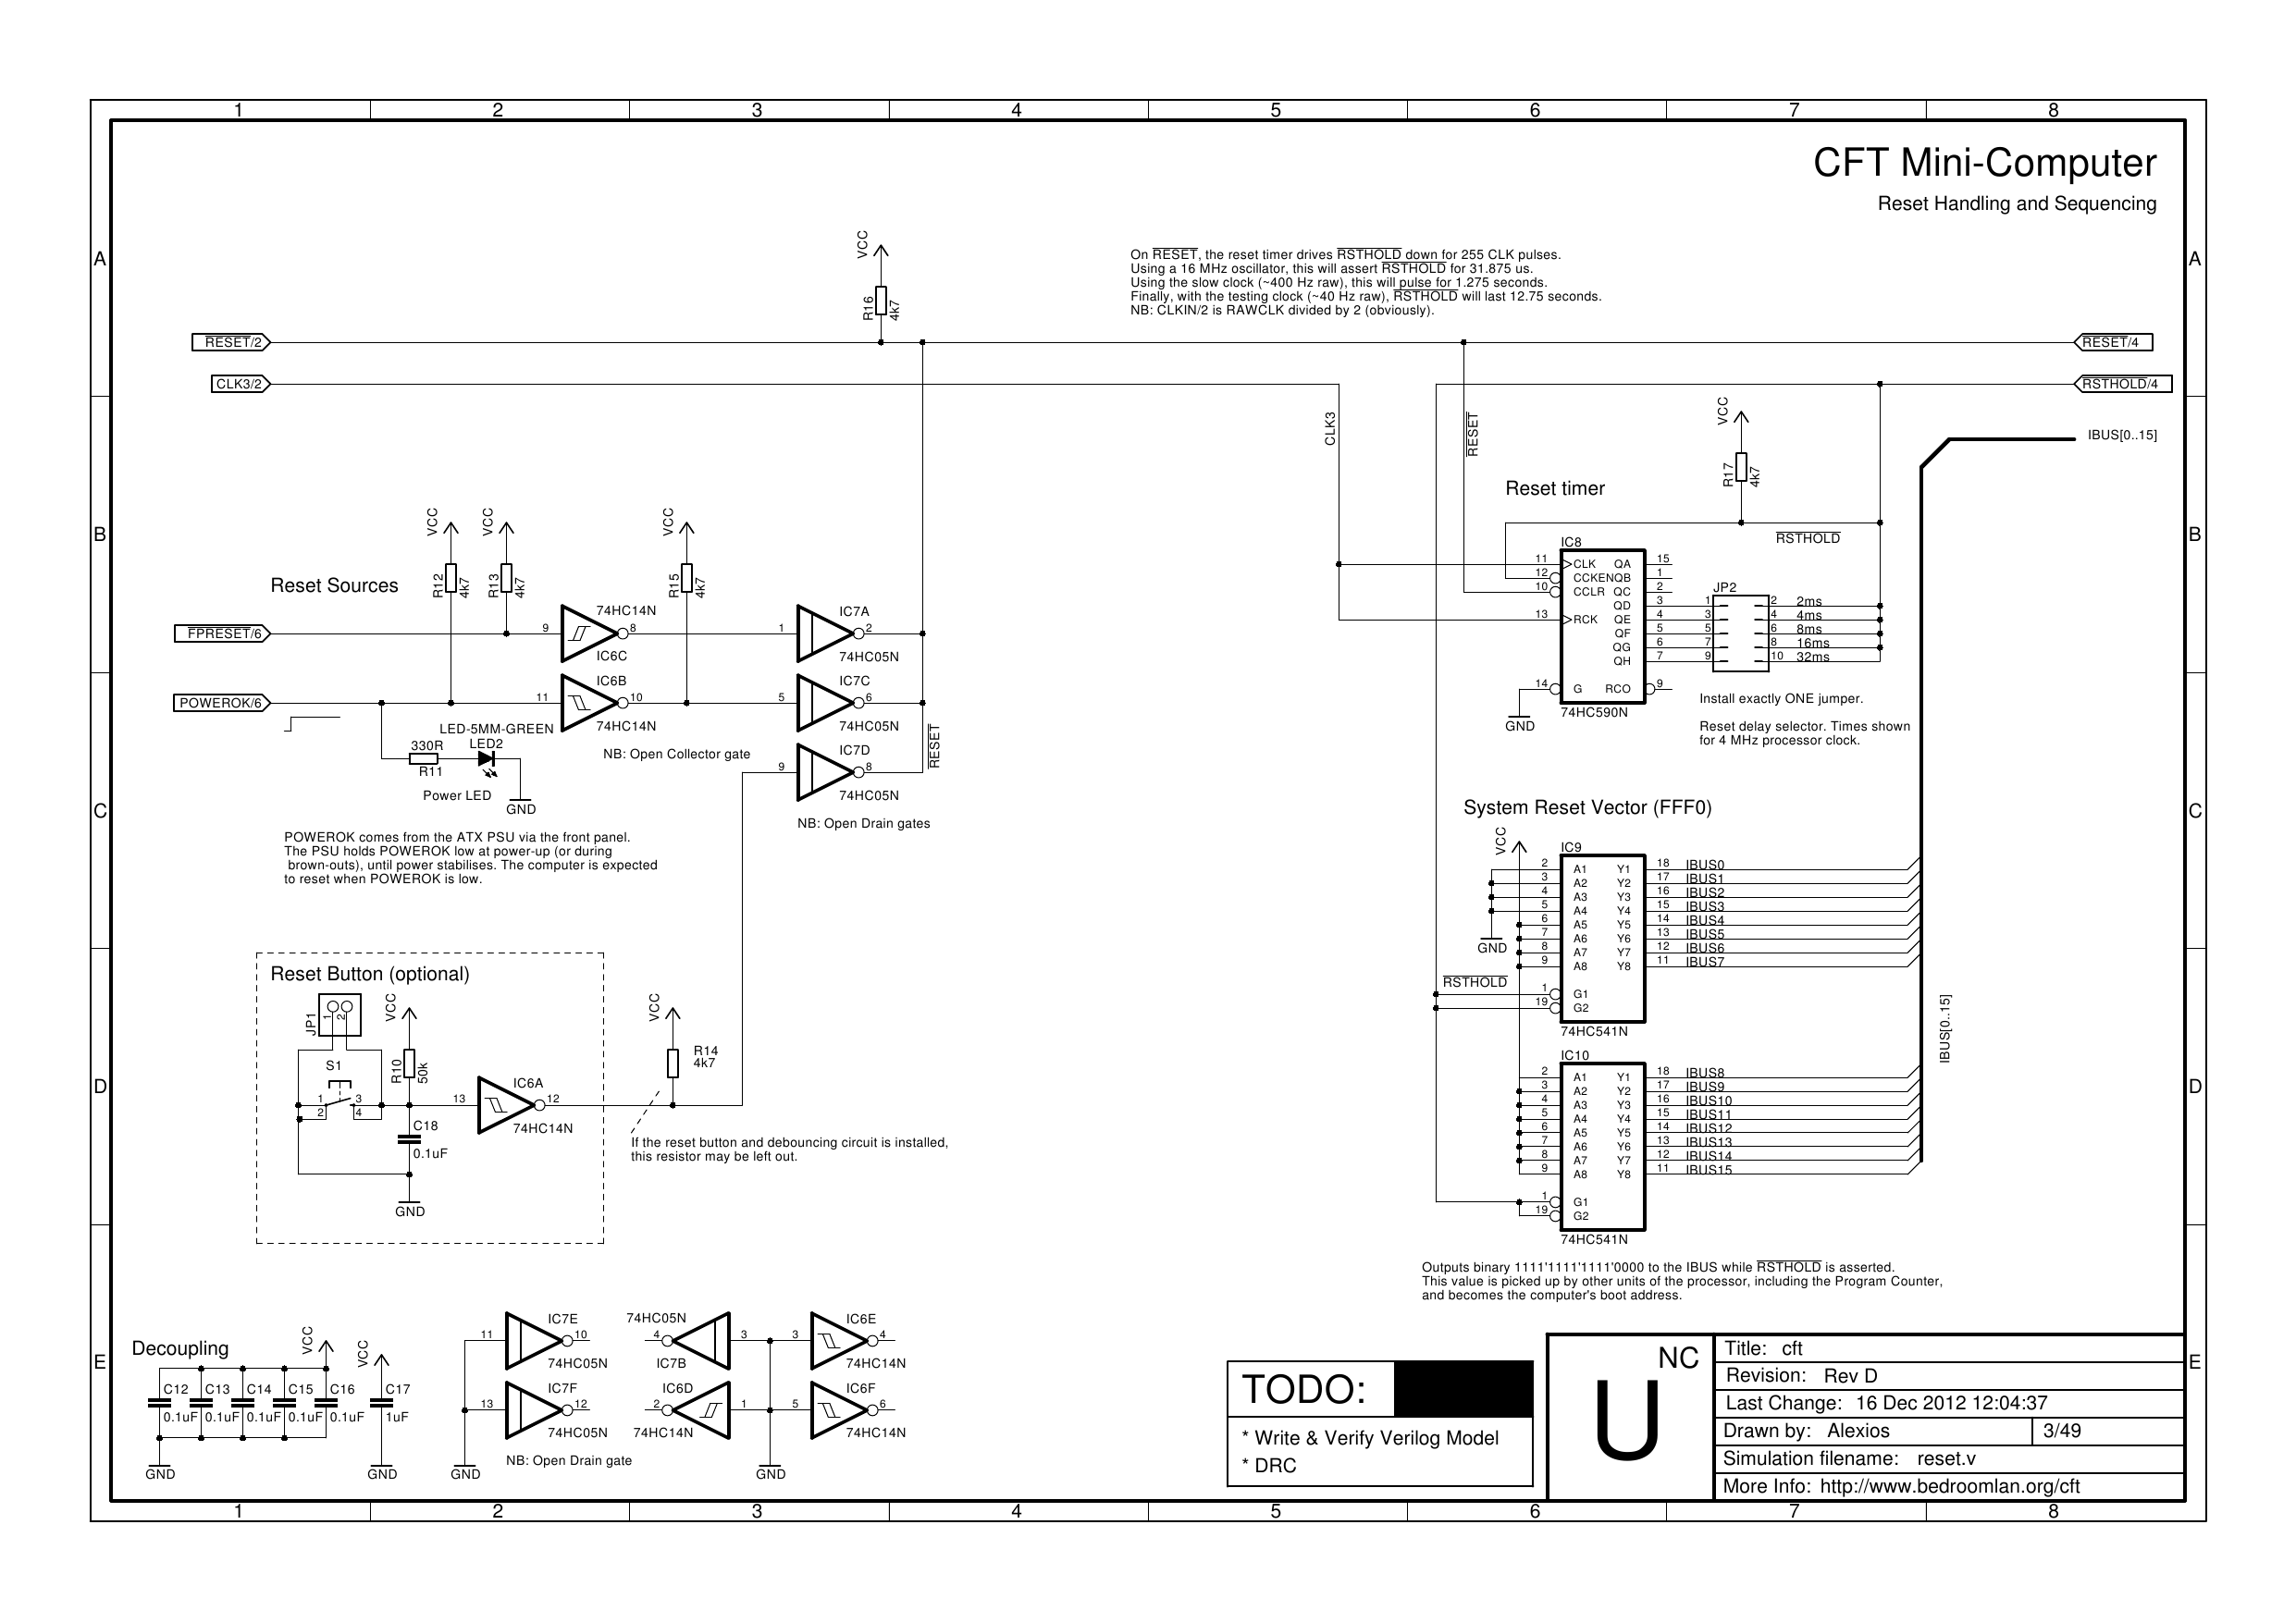 1 2 3 4 5 6 7 8
A
B
C
D
E
CFT Mini-Computer
Reset Handling and Sequencing
VCC
R16
4k7
On RESET, the reset timer drives RSTHOLD down for 255 CLK pulses.
Using a 16 MHz oscillator, this will assert RSTHOLD for 31.875 us.
Using the slow clock (~400 Hz raw), this will pulse for 1.275 seconds.
Finally, with the testing clock (~40 Hz raw), RSTHOLD will last 12.75 seconds.
NB: CLKIN/2 is RAWCLK divided by 2 (obviously).
RESET/2
RESET/4
CLK3/2
RSTHOLD/4
CLK3
RESET
VCC
R17
4k7
IBUS[0..15]
Reset Sources
VCC
R12
4k7
VCC
R13
4k7
VCC
R15
4k7
FPRESET/6
9
74HC14N
8
IC6C
1
IC7A
2
74HC05N
POWEROK/6
11
IC6B
10
74HC14N
5
IC7C
6
74HC05N
9
IC7D
8
74HC05N
RESET
LED-5MM-GREEN
LED2
330R
R11
Power LED
GND
NB: Open Collector gate
NB: Open Drain gates
POWEROK comes from the ATX PSU via the front panel.
The PSU holds POWEROK low at power-up (or during
brown-outs), until power stabilises. The computer is expected
to reset when POWEROK is low.
Reset timer
RSTHOLD
IC8
11 CLK QA 15
12 CCKEN QB 1
10 CCLR QC 2
QD 3
13 RCK QE 4
QF 5
QG 6
QH 7
14 G RCO 9
74HC590N
GND
JP2
1 2 2ms
3 4 4ms
5 6 8ms
7 8 16ms
9 10 32ms
Install exactly ONE jumper.
Reset delay selector. Times shown
for 4 MHz processor clock.
System Reset Vector (FFF0)
VCC
IC9
2 A1 Y1 18 IBUS0
3 A2 Y2 17 IBUS1
4 A3 Y3 16 IBUS2
5 A4 Y4 15 IBUS3
6 A5 Y5 14 IBUS4
7 A6 Y6 13 IBUS5
8 A7 Y7 12 IBUS6
9 A8 Y8 11 IBUS7
GND
RSTHOLD
1 G1
19 G2
74HC541N
IC10
2 A1 Y1 18 IBUS8
3 A2 Y2 17 IBUS9
4 A3 Y3 16 IBUS10
5 A4 Y4 15 IBUS11
6 A5 Y5 14 IBUS12
7 A6 Y6 13 IBUS13
8 A7 Y7 12 IBUS14
9 A8 Y8 11 IBUS15
1 G1
19 G2
74HC541N
IBUS[0..15]
Outputs binary 1111'1111'1111'0000 to the IBUS while RSTHOLD is asserted.
This value is picked up by other units of the processor, including the Program Counter,
and becomes the computer's boot address.
Reset Button (optional)
JP1
1 2
VCC
R10
50k
S1
1 3
2 4
C18
0.1uF
GND
13
IC6A
12
74HC14N
VCC
R14
4k7
If the reset button and debouncing circuit is installed,
this resistor may be left out.
Decoupling
VCC
VCC
C12 C13 C14 C15 C16 C17
0.1uF 0.1uF 0.1uF 0.1uF 0.1uF 1uF
GND
GND
11
IC7E
10
74HC05N
13
IC7F
12
74HC05N
GND
NB: Open Drain gate
74HC05N
4
3
IC7B
IC6D
2
1
74HC14N
3
IC6E
4
74HC14N
5
IC6F
6
74HC14N
GND
TODO:
* Write & Verify Verilog Model
* DRC
NC
U
Title: cft
Revision: Rev D
Last Change: 16 Dec 2012 12:04:37
Drawn by: Alexios 3/49
Simulation filename: reset.v
More Info: http://www.bedroomlan.org/cft
A
B
C
D
E
1 2 3 4 5 6 7 8